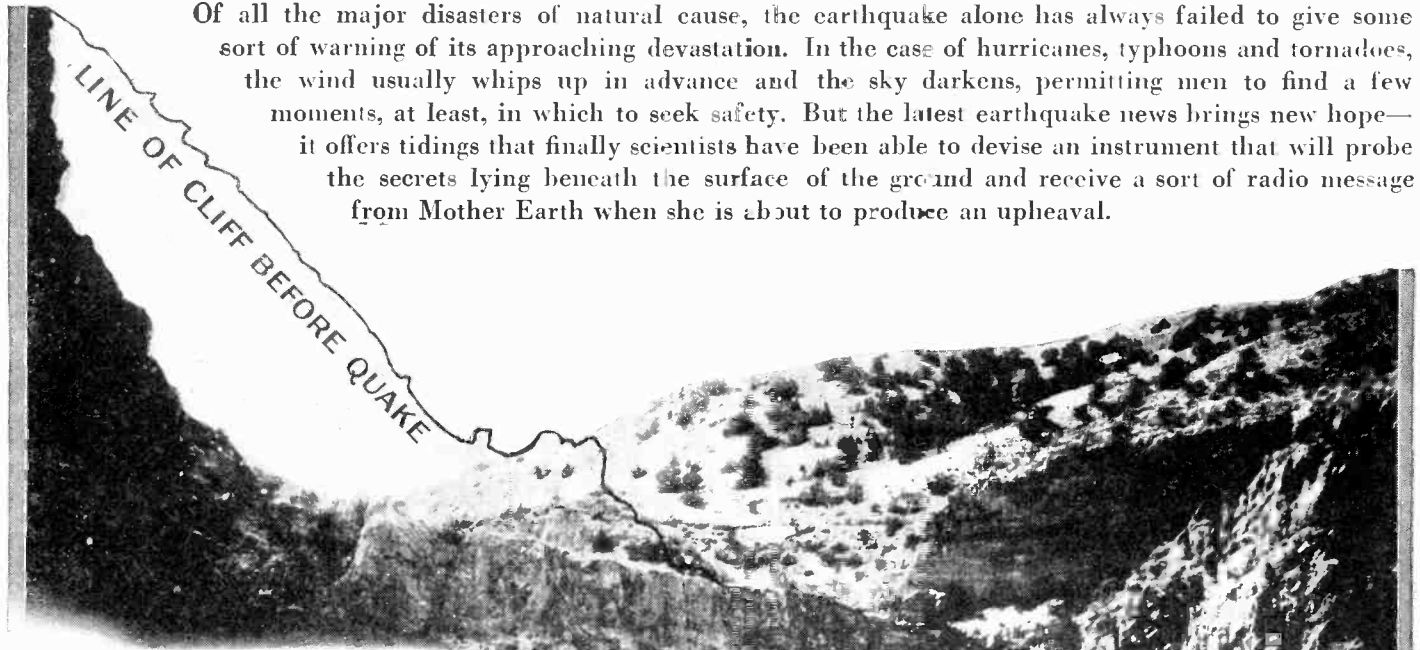 Of all the major disasters of natural cause, the earthquake alone has always failed to give some
sort of warning of its approaching devastation. In the case of hurricanes, typhoons and tornadoes,
the wind usually whips up in advance and the sky darkens, permitting men to find a few
moments, at least, in which to seek safety. But the latest earthquake news brings new hope—
it offers tidings that finally scientists have been able to devise an instrument that will probe
the secrets lying beneath the surface of the ground and receive a sort of radio message
from Mother Earth when she is about to produce an upheaval.
LINE OF CLIFF BEFORE QUAKE